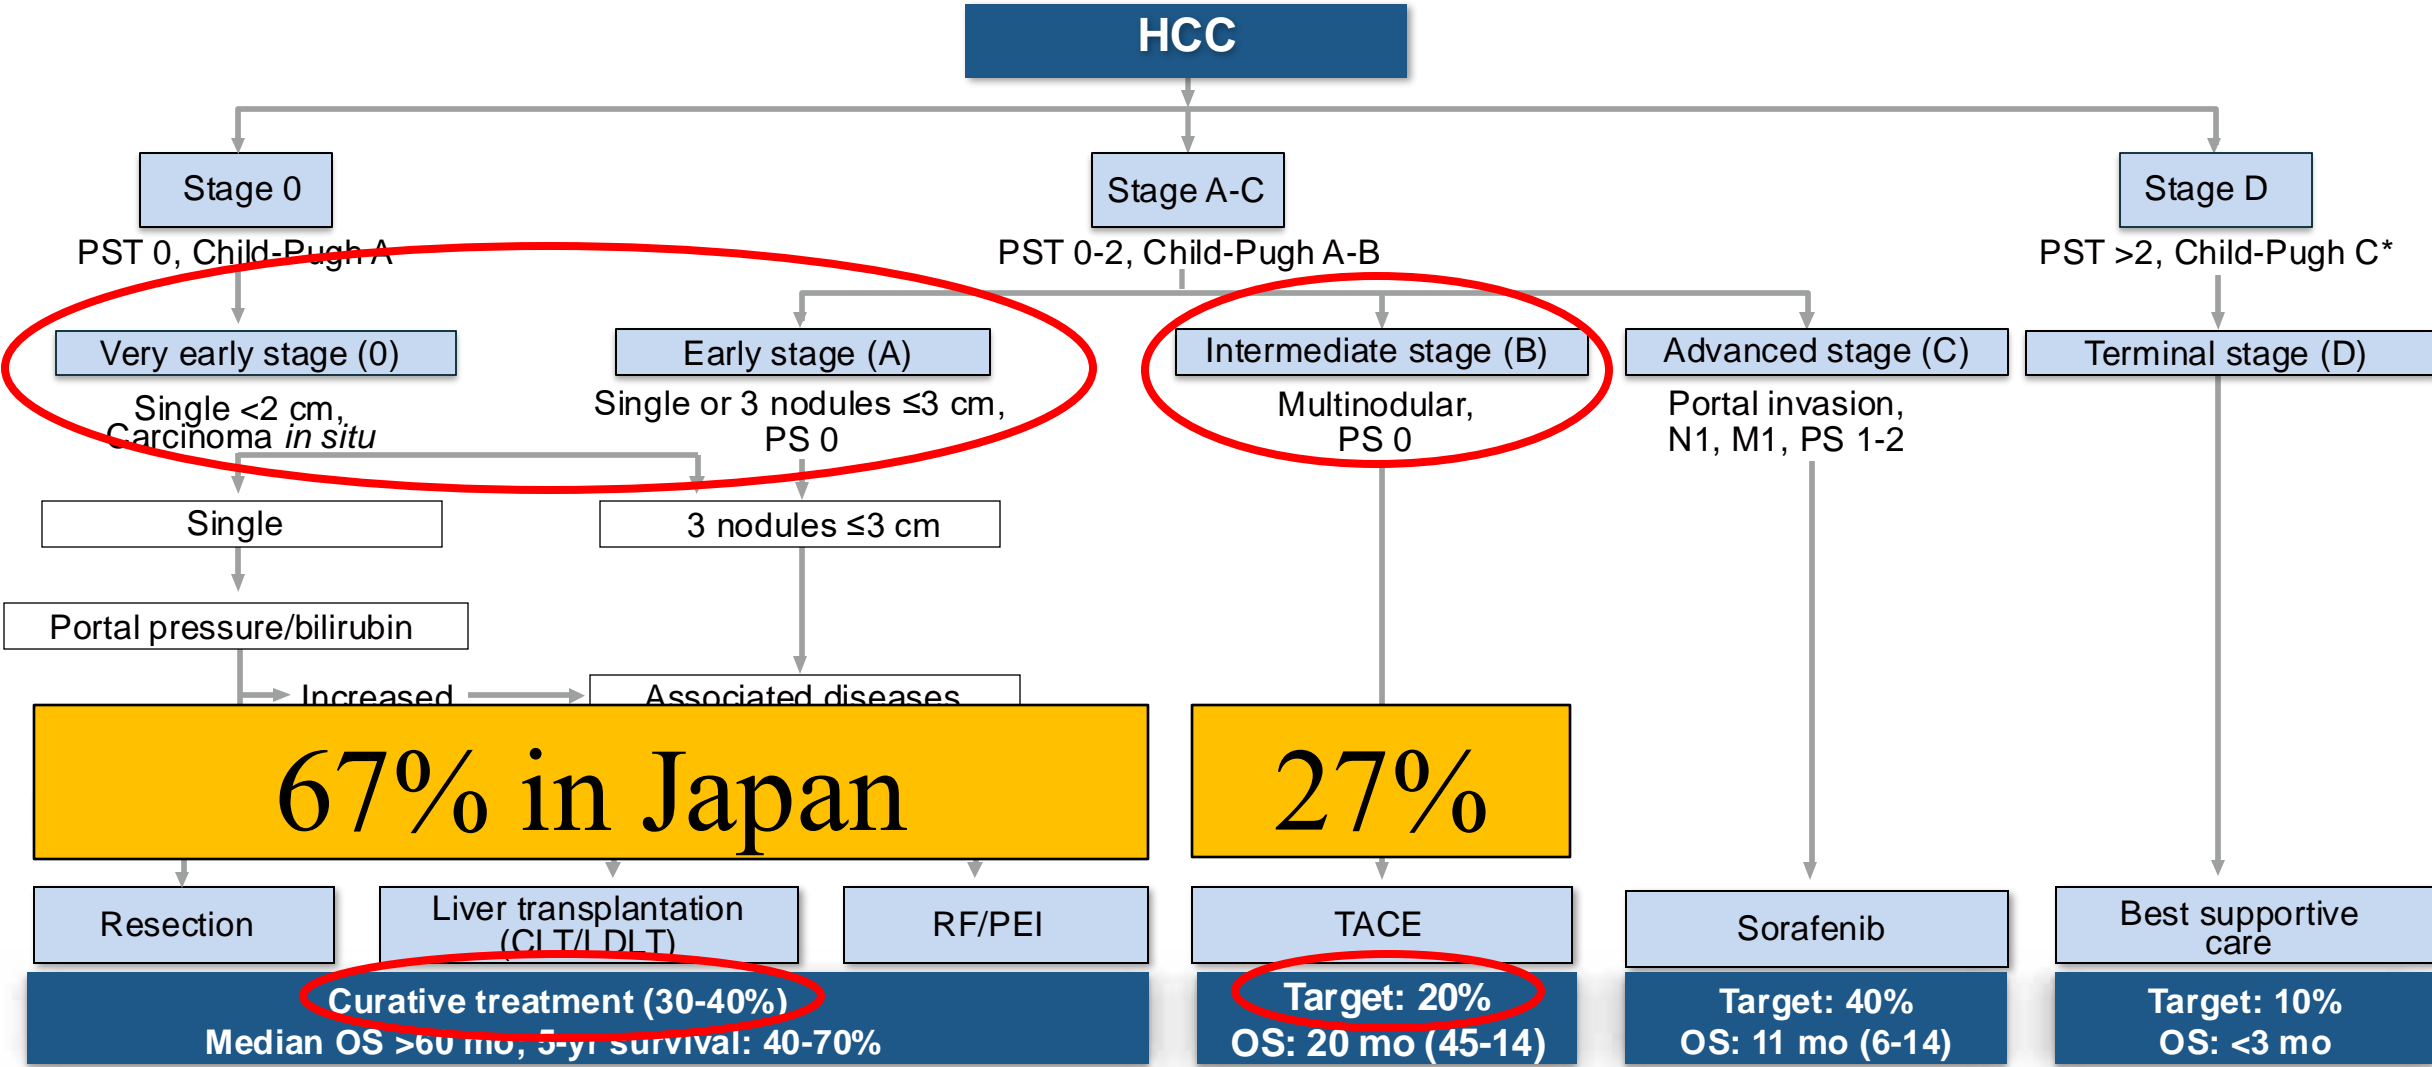 HCC
Stage 0
Stage A-C
Stage D
PST 0, Child-Pugh A
PST 0-2, Child-Pugh A-B
PST >2, Child-Pugh C*
Very early stage (0)
Early stage (A)
Intermediate stage (B)
Advanced stage (C)
Terminal stage (D)
Single <2 cm,
Carcinoma in situ
Single or 3 nodules ≤3 cm,
PS 0
Multinodular,
PS 0
Portal invasion,
N1, M1, PS 1-2
Single
3 nodules ≤3 cm
Portal pressure/bilirubin
Increased
Associated diseases
67% in Japan
27%
Resection
Liver transplantation
(CLT/LDLT)
RF/PEI
TACE
Sorafenib
Best supportive
care
Curative treatment (30-40%)
Median OS >60 mo; 5-yr survival: 40-70%
Target: 20%
OS: 20 mo (45-14)
Target: 40%
OS: 11 mo (6-14)
Target: 10%
OS: <3 mo